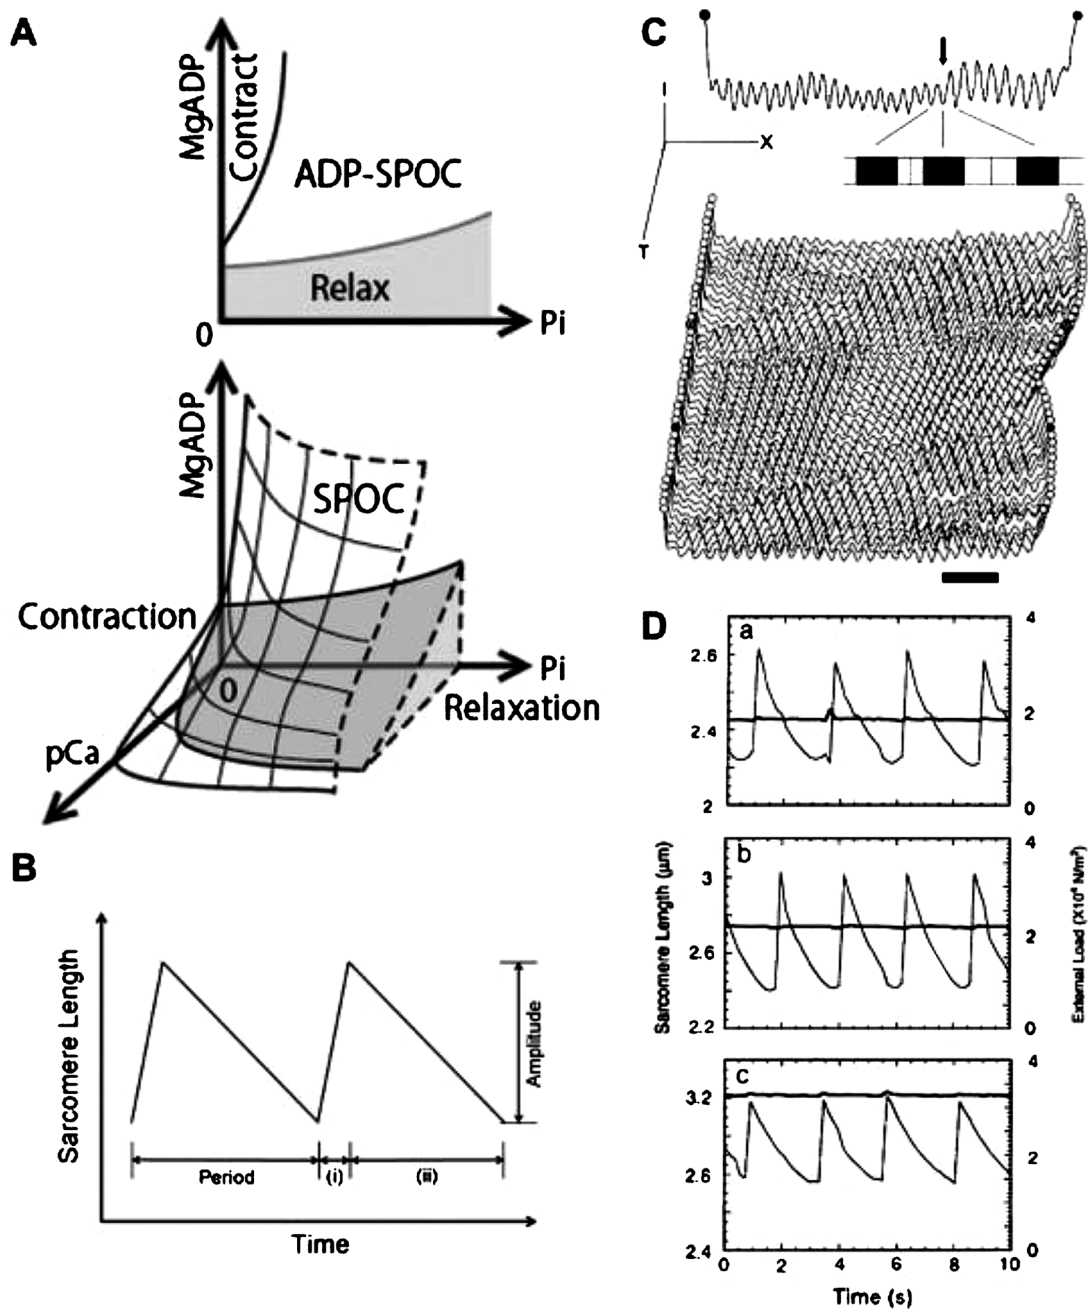 A
MgADP
Contract
ADP-SPOC
Relax
0
Pi
MgADP
SPOC
Contraction
0
Pi
Relaxation
pCa
B
Sarcomere Length
Amplitude
Period
(i)
(ii)
Time
C
I
X
T
D
a
2.6
2.4
2
4
2
0
b
3
2.6
2.2
4
2
0
Sarcomere Length (μm)
External Load (X10⁴ N/m²)
c
3.2
2.6
2.4
4
2
0
0 2 4 6 8 10
Time (s)